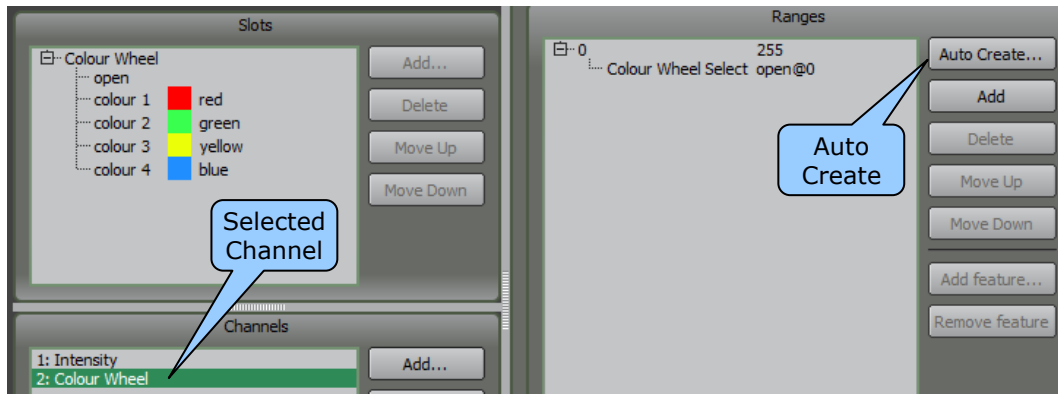 Slots
Colour Wheel
open
colour 1 red
colour 2 green
colour 3 yellow
colour 4 blue
Add...
Delete
Move Up
Move Down
Selected
Channel
Channels
1: Intensity
2: Colour Wheel
Add...
Ranges
0 255
Colour Wheel Select open@0
Auto Create...
Add
Delete
Move Up
Move Down
Add feature...
Remove feature
Auto
Create